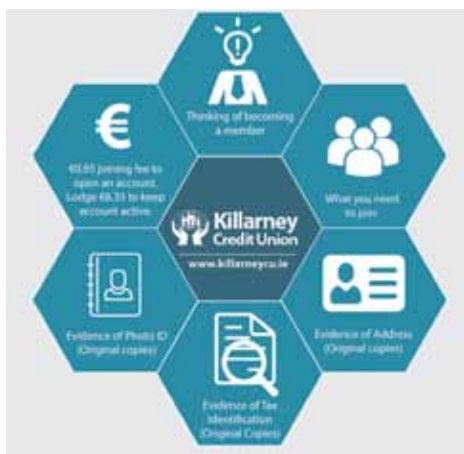 Thinking of becoming
a member
What you need
to join
Evidence of Address
(Original copies)
Evidence of Tax
Identification
(Original Copies)
Evidence of Photo ID
(Original copies)
€
€0.65 joining fee to
open an account.
Lodge €6.35 to keep
account active
Killarney
Credit Union
www.killarneycu.ie